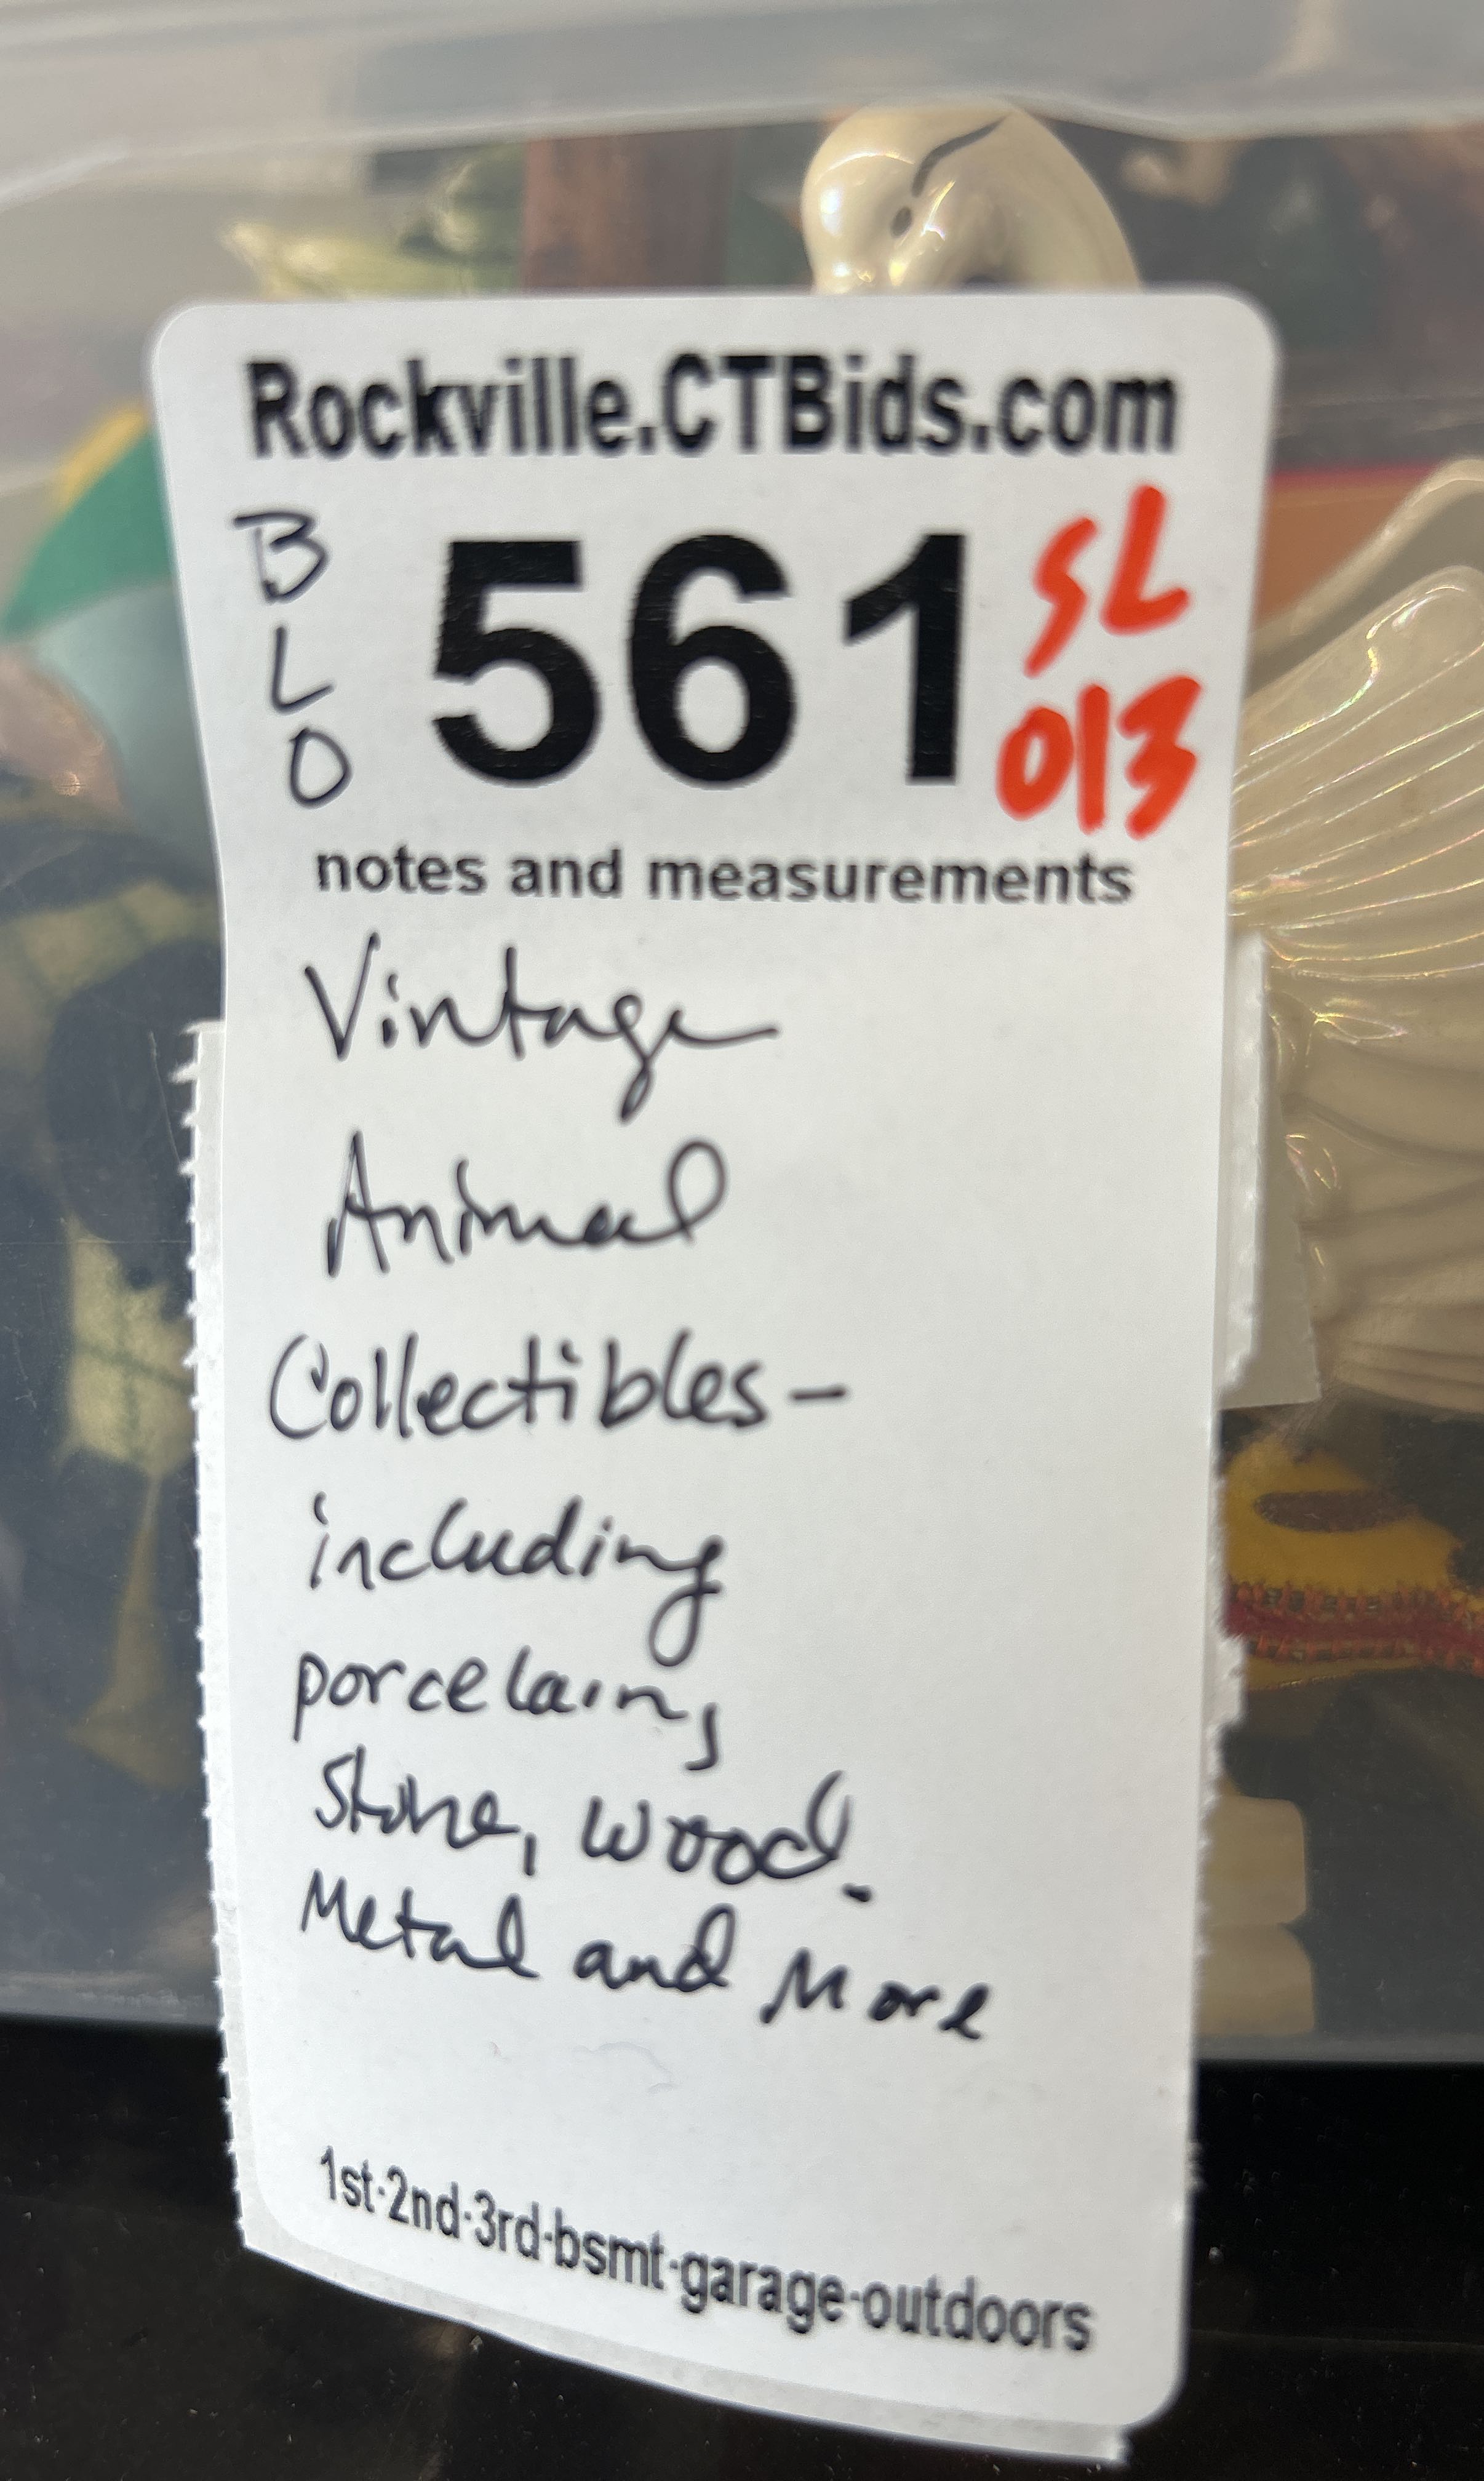 Rockville.CTBids.com
BLO
561
SL
013
notes and measurements
Vintage
Animal
Collectibles-
including
porcelain,
Stone, wood.
Metal and More
1st·2nd·3rd·bsmt·garage·outdoors